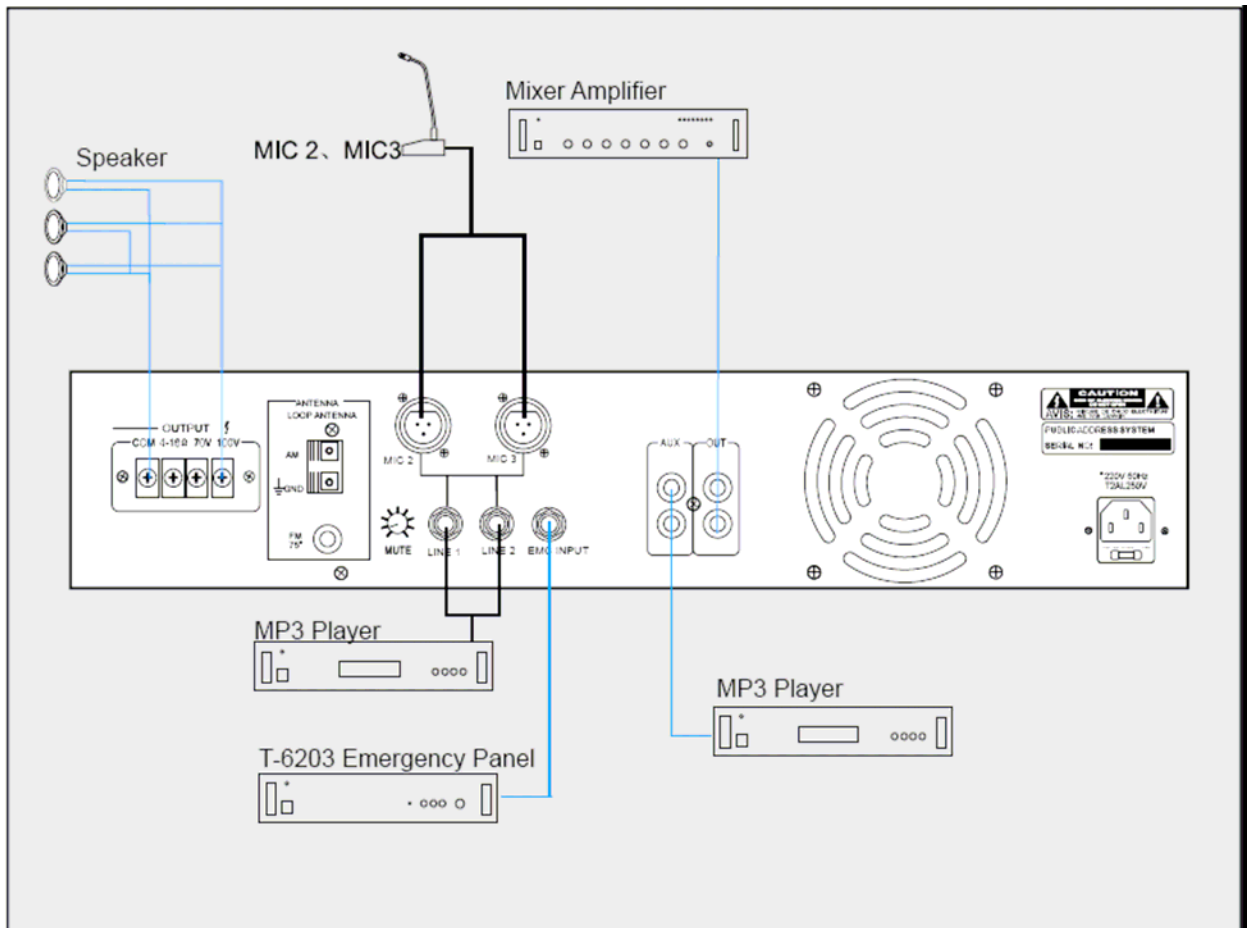 Mixer Amplifier
MIC 2、MIC3
Speaker
ANTENNA
LOOP ANTENNA
OUTPUT
COM 4-16Ω 70V 100V
AM
GND
FM
75"
MIC 2
MIC 3
MUTE
LINE 1
LINE 2
EMC INPUT
AUX
OUT
CAUTION
PUBLIC ADDRESS SYSTEM
SERIAL NO:
~220V 50Hz
T2AL250V
MP3 Player
MP3 Player
T-6203 Emergency Panel